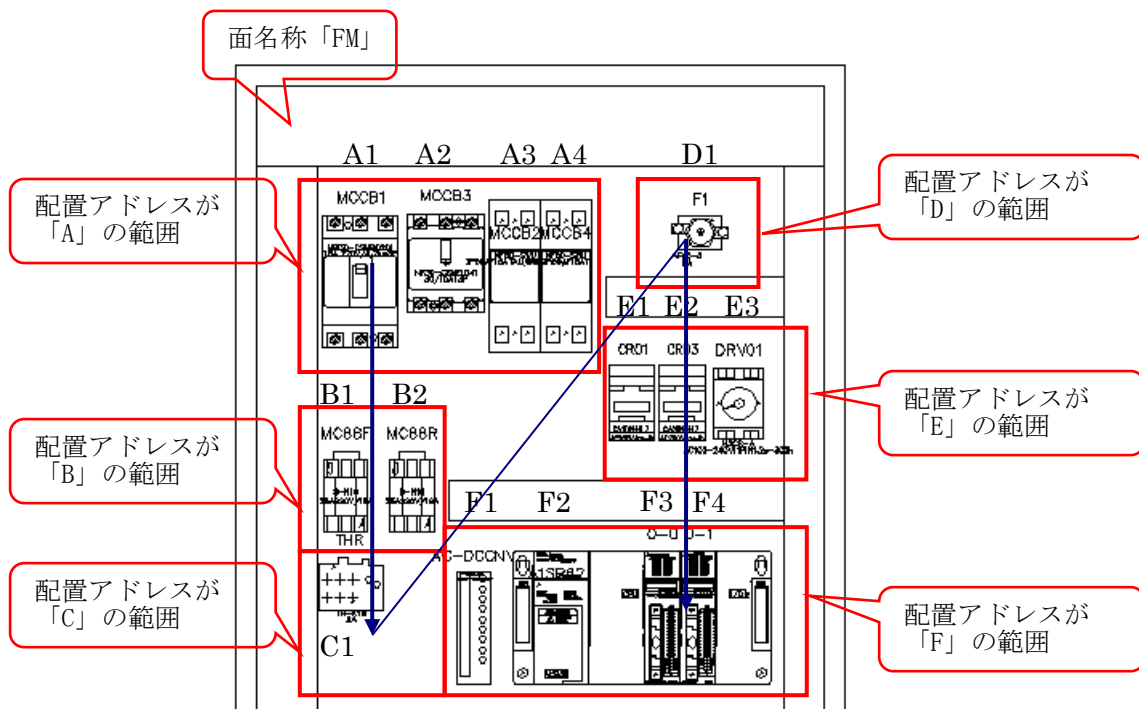 面名称「FM」
A1 A2 A3 A4 D1
配置アドレスが
「A」の範囲
MCCB1 MCCB3 MCCB2 MCCB4
F1
配置アドレスが
「D」の範囲
E1 E2 E3
CR01 CR03 DRV01
配置アドレスが
「E」の範囲
B1 B2
MC88F MC88R
配置アドレスが
「B」の範囲
THR
F1 F2 F3 F4
配置アドレスが
「C」の範囲
C1
配置アドレスが
「F」の範囲